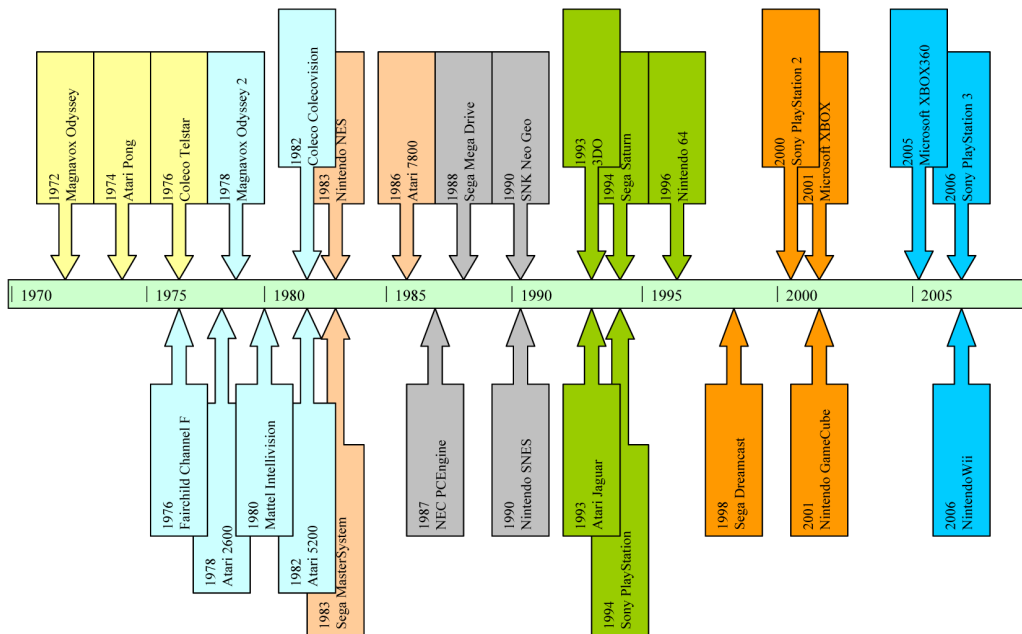 1972
Magnavox Odyssey
1974
Atari Pong
1976
Coleco Telstar
1978
Magnavox Odyssey 2
1982
Coleco Colecovision
1983
Nintendo NES
1986
Atari 7800
1988
Sega Mega Drive
1990
SNK Neo Geo
1993
3DO
1994
Sega Saturn
1996
Nintendo 64
2000
Sony PlayStation 2
2001
Microsoft XBOX
2005
Microsoft XBOX360
2006
Sony PlayStation 3
1970
1975
1980
1985
1990
1995
2000
2005
1976
Fairchild Channel F
1978
Atari 2600
1980
Mattel Intellivision
1982
Atari 5200
1983
Sega MasterSystem
1987
NEC PCEngine
1990
Nintendo SNES
1993
Atari Jaguar
1994
Sony PlayStation
1998
Sega Dreamcast
2001
Nintendo GameCube
2006
NintendoWii